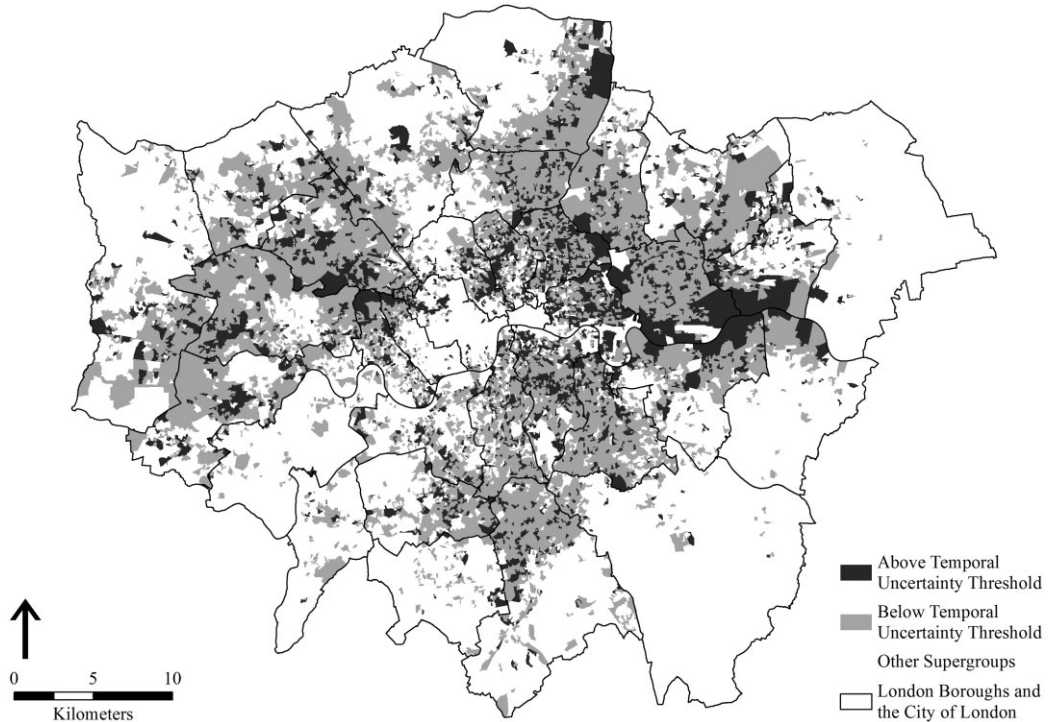 Above Temporal
Uncertainty Threshold
Below Temporal
Uncertainty Threshold
Other Supergroups
London Boroughs and
the City of London
0 5 10
Kilometers